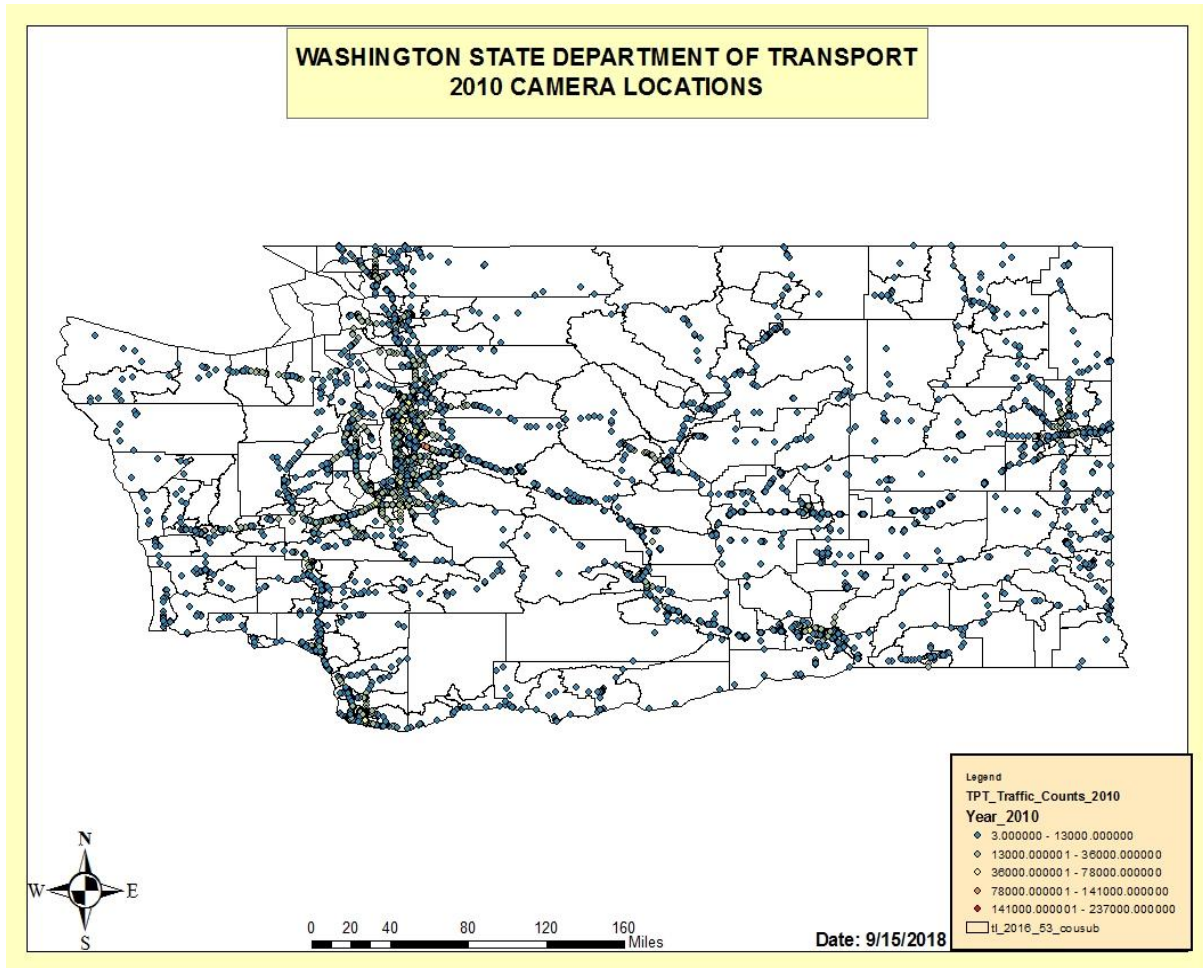 WASHINGTON STATE DEPARTMENT OF TRANSPORT
2010 CAMERA LOCATIONS
Legend
TPT_Traffic_Counts_2010
Year_2010
3.000000 - 13000.000000
13000.000001 - 36000.000000
36000.000001 - 78000.000000
78000.000001 - 141000.000000
141000.000001 - 237000.000000
tl_2016_53_cousub
N
W E
S
0 20 40 80 120 160
Miles
Date: 9/15/2018